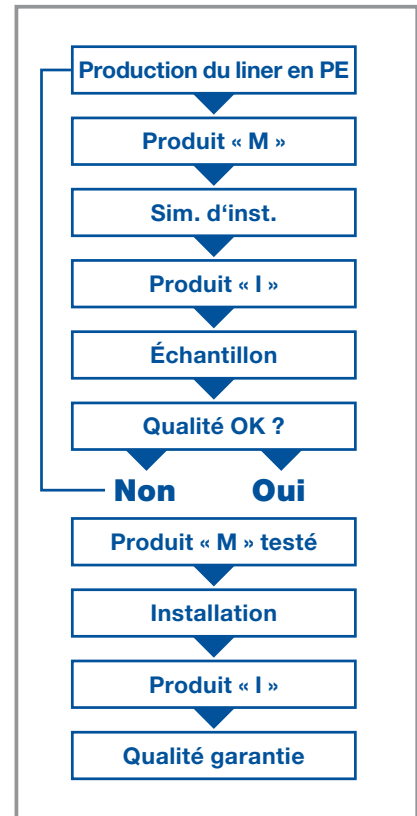 Production du liner en PE
Produit « M »
Sim. d‘inst.
Produit « I »
Échantillon
Qualité OK ?
Non Oui
Produit « M » testé
Installation
Produit « I »
Qualité garantie